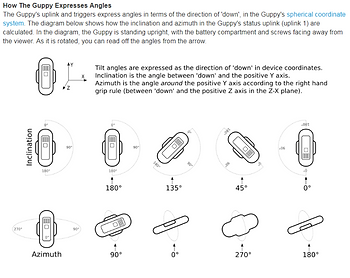 How The Guppy Expresses Angles
The Guppy's uplink and triggers express angles in terms of the direction of 'down', in the Guppy's spherical coordinate
system. The diagram below shows how the inclination and azimuth in the Guppy's status uplink (uplink 1) are
calculated. In the diagram, the Guppy is standing upright, with the battery compartment and screws facing away from
the viewer. As it is rotated, you can read off the angles from the arrow.
Y
X
Z
Tilt angles are expressed as the direction of 'down' in device coordinates.
Inclination is the angle between 'down' and the positive Y axis.
Azimuth is the angle around the positive Y axis according to the right hand
grip rule (between 'down' and the positive Z axis in the Z-X plane).
Inclination
0°
90°
180°
0°
90°
180°
180°
135°
45°
0°
270°
90°
0°
Azimuth
90°
0°
270°
180°